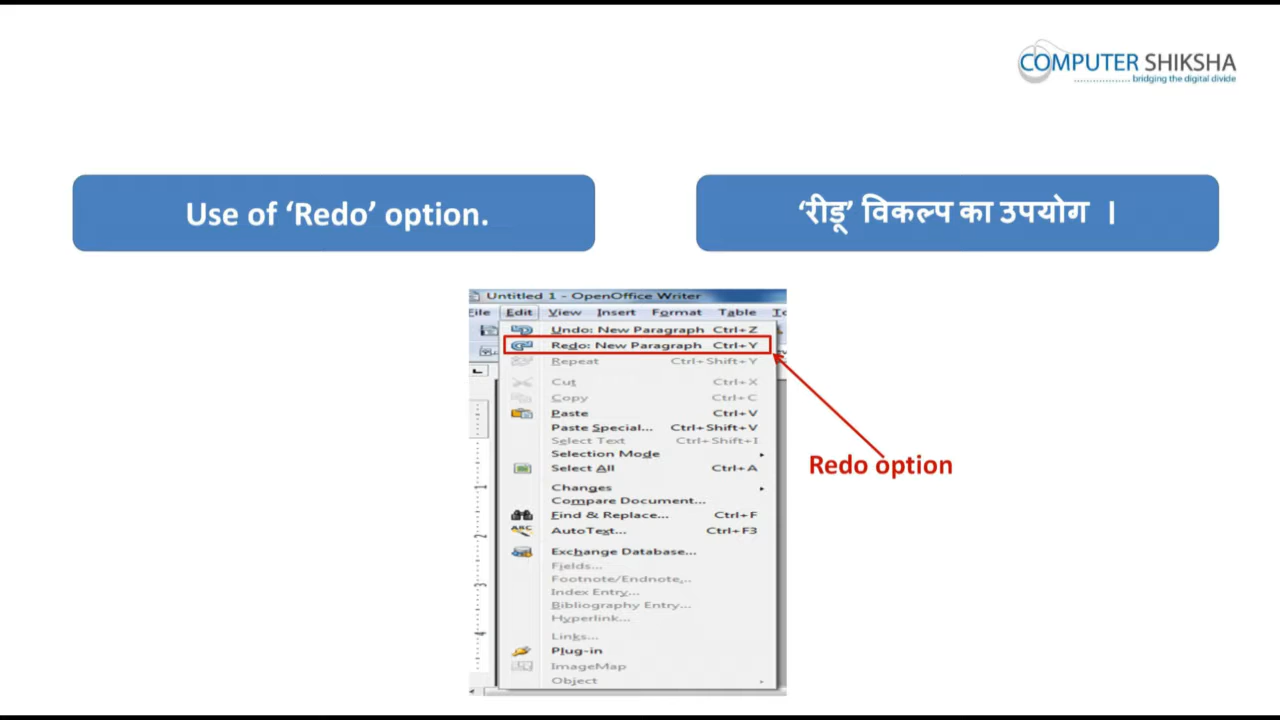 COMPUTER SHIKSHA
bridging the digital divide
Use of ‘Redo’ option.
‘रीडू’ विकल्प का उपयोग ।
Untitled 1 - OpenOffice Writer
File Edit View Insert Format Table
Undo: New Paragraph Ctrl+Z
Redo: New Paragraph Ctrl+Y
Repeat Ctrl+Shift+Y
Cut Ctrl+X
Copy Ctrl+C
Paste Ctrl+V
Paste Special... Ctrl+Shift+V
Select Text Ctrl+Shift+I
Selection Mode
Select All Ctrl+A
Changes
Compare Document...
Find & Replace... Ctrl+F
AutoText... Ctrl+F3
Exchange Database...
Fields...
Footnote/Endnote...
Index Entry...
Bibliography Entry...
Hyperlink...
Links...
Plug-in
ImageMap
Object
Redo option
1
2
3
4